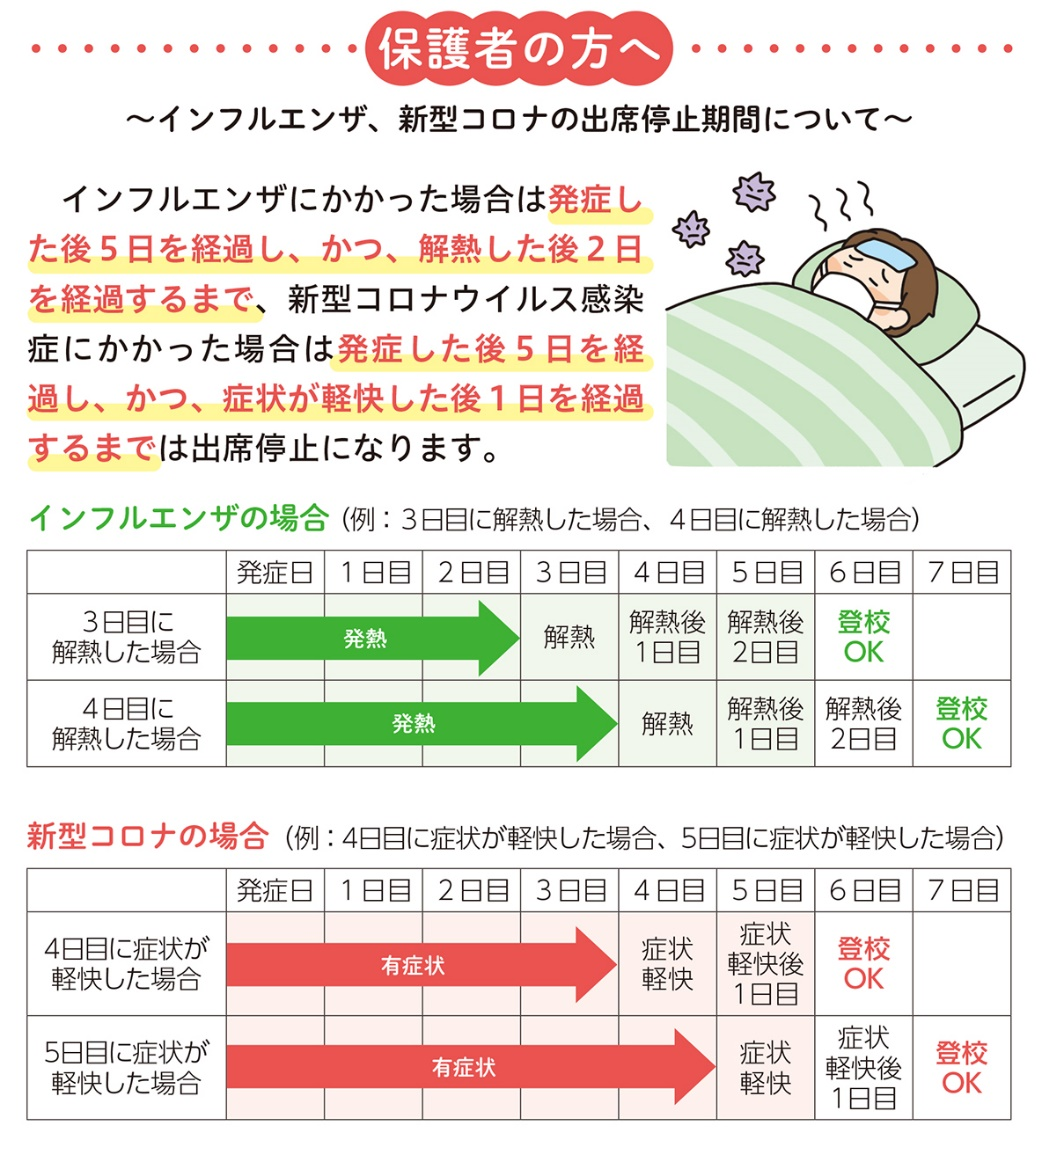 保護者の方へ
～インフルエンザ、新型コロナの出席停止期間について～
インフルエンザにかかった場合は発症し
た後５日を経過し、かつ、解熱した後２日
を経過するまで、新型コロナウイルス感染
症にかかった場合は発症した後５日を経
過し、かつ、症状が軽快した後１日を経過
するまでは出席停止になります。
インフルエンザの場合（例：３日目に解熱した場合、４日目に解熱した場合）
発症日 １日目 ２日目 ３日目 ４日目 ５日目 ６日目 ７日目
３日目に
解熱した場合
発熱
解熱
解熱後
1日目
解熱後
2日目
登校
OK
４日目に
解熱した場合
発熱
解熱
解熱後
1日目
解熱後
2日目
登校
OK
新型コロナの場合（例：4日目に症状が軽快した場合、5日目に症状が軽快した場合）
発症日 １日目 ２日目 ３日目 ４日目 ５日目 ６日目 ７日目
4日目に症状が
軽快した場合
有症状
症状
軽快
症状
軽快後
1日目
登校
OK
5日目に症状が
軽快した場合
有症状
症状
軽快
症状
軽快後
1日目
登校
OK